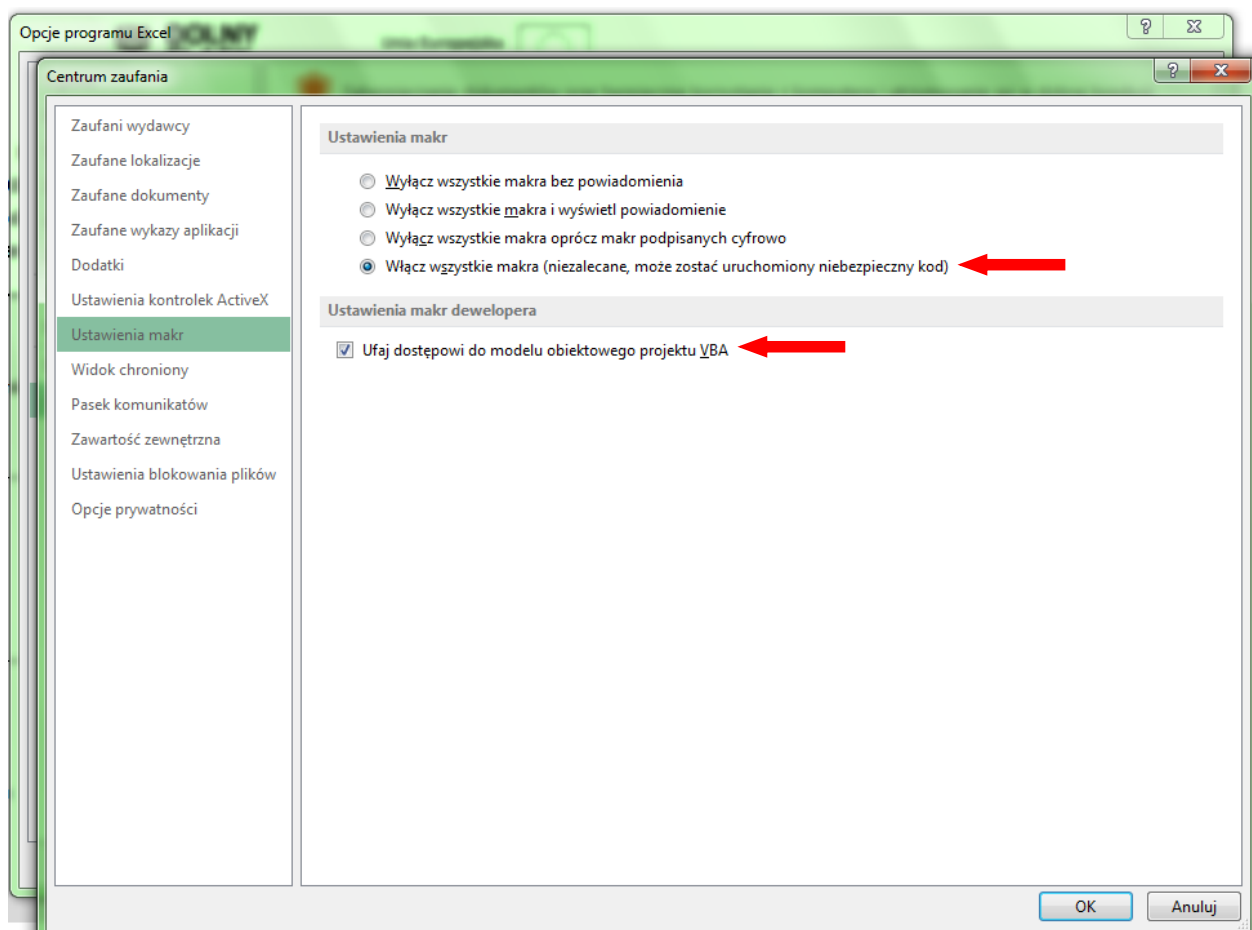 Opcje programu Excel
Centrum zaufania
Zaufani wydawcy
Zaufane lokalizacje
Zaufane dokumenty
Zaufane wykazy aplikacji
Dodatki
Ustawienia kontrolek ActiveX
Ustawienia makr
Widok chroniony
Pasek komunikatów
Zawartość zewnętrzna
Ustawienia blokowania plików
Opcje prywatności
Ustawienia makr
Wyłącz wszystkie makra bez powiadomienia
Wyłącz wszystkie makra i wyświetl powiadomienie
Wyłącz wszystkie makra oprócz makr podpisanych cyfrowo
Włącz wszystkie makra (niezalecane, może zostać uruchomiony niebezpieczny kod)
Ustawienia makr dewelopera
Ufaj dostępowi do modelu obiektowego projektu VBA
OK
Anuluj